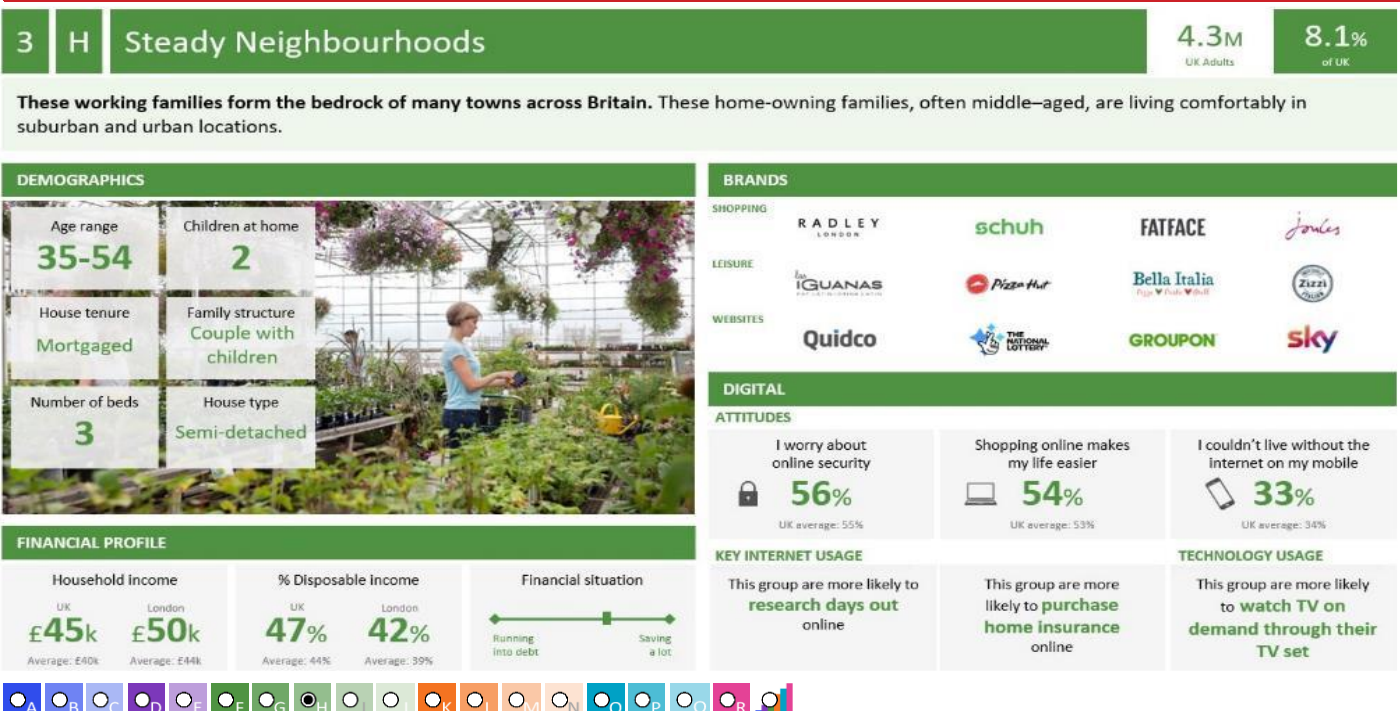 3 H Steady Neighbourhoods
4.3M
UK Adults
8.1%
of UK
These working families form the bedrock of many towns across Britain. These home-owning families, often middle–aged, are living comfortably in
suburban and urban locations.
DEMOGRAPHICS
Age range
35-54
Children at home
2
House tenure
Mortgaged
Family structure
Couple with
children
Number of beds
3
House type
Semi-detached
FINANCIAL PROFILE
Household income
UK
£45k
Average: £40k
London
£50k
Average: £44k
% Disposable income
UK
47%
Average: 44%
London
42%
Average: 39%
Financial situation
Running
into debt
Saving
a lot
BRANDS
SHOPPING
RADLEY
LONDON
schuh
FATFACE
Joules
LEISURE
las
iGUANAS
Pizza Hut
Bella Italia
Zizzi
WEBSITES
Quidco
THE
NATIONAL
LOTTERY
GROUPON
sky
DIGITAL
ATTITUDES
I worry about
online security
56%
UK average: 55%
Shopping online makes
my life easier
54%
UK average: 53%
I couldn't live without the
internet on my mobile
33%
UK average: 34%
KEY INTERNET USAGE
This group are more likely to
research days out
online
This group are more
likely to purchase
home insurance
online
TECHNOLOGY USAGE
This group are more likely
to watch TV on
demand through their
TV set
A B C D E F G H I J K L M N O P Q R